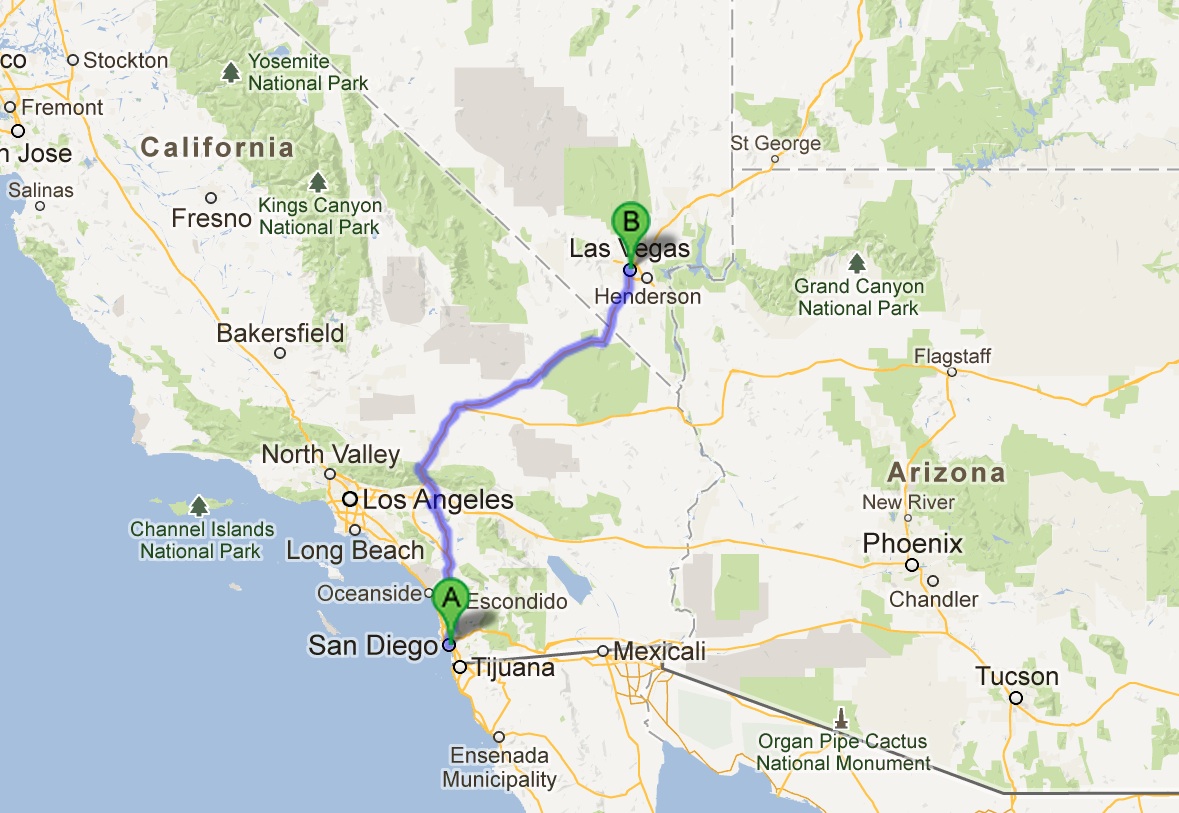 co
Stockton
Yosemite
National Park
Fremont
n Jose
California
St George
Salinas
Fresno
Kings Canyon
National Park
B
Las Vegas
Henderson
Grand Canyon
National Park
Bakersfield
Flagstaff
North Valley
Arizona
Los Angeles
New River
Channel Islands
National Park
Long Beach
Phoenix
Oceanside
A
Escondido
Chandler
San Diego
Mexicali
Tijuana
Tucson
Organ Pipe Cactus
National Monument
Ensenada
Municipality